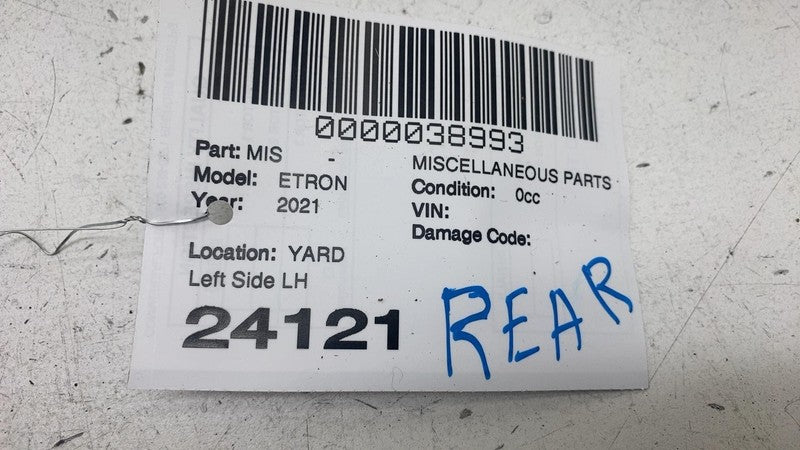 0000038993
Part: MIS - MISCELLANEOUS PARTS
Model: ETRON Condition: 0cc
Year: 2021 VIN:
Damage Code:
Location: YARD
Left Side LH
24121 REAR